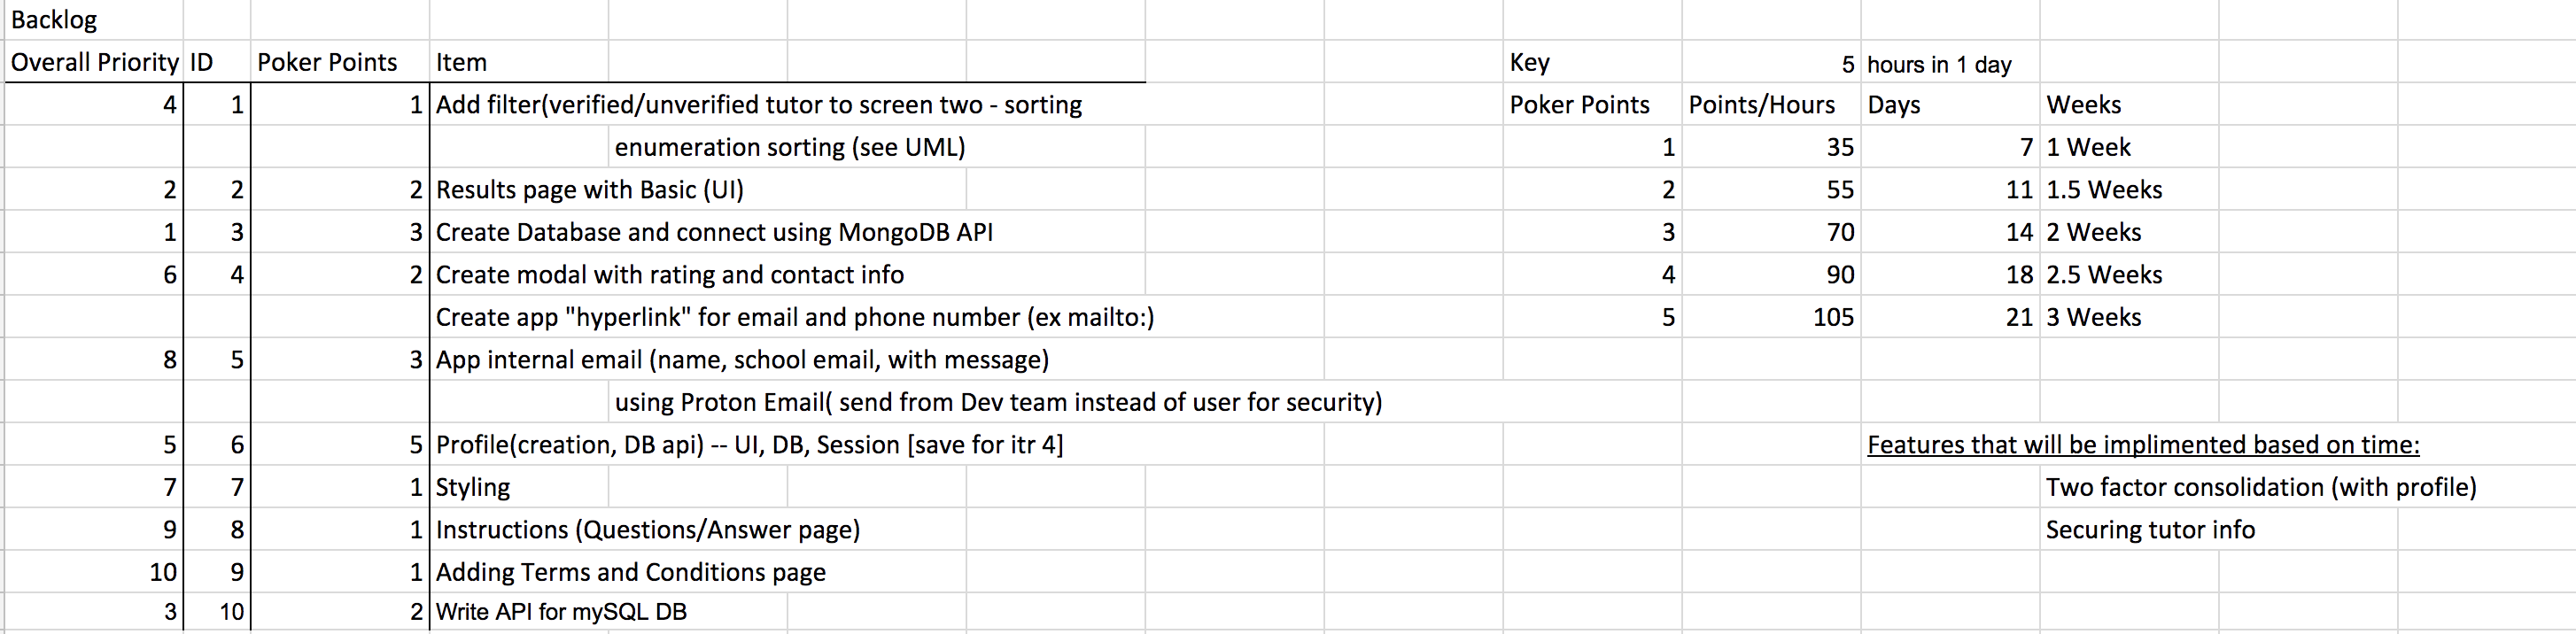 Backlog
Overall Priority ID Poker Points Item Key 5 hours in 1 day
4 1 1 Add filter(verified/unverified tutor to screen two - sorting Poker Points Points/Hours Days Weeks
enumeration sorting (see UML) 1 35 7 1 Week
2 2 2 Results page with Basic (UI) 2 55 11 1.5 Weeks
1 3 3 Create Database and connect using MongoDB API 3 70 14 2 Weeks
6 4 2 Create modal with rating and contact info 4 90 18 2.5 Weeks
Create app "hyperlink" for email and phone number (ex mailto:) 5 105 21 3 Weeks
8 5 3 App internal email (name, school email, with message)
using Proton Email( send from Dev team instead of user for security)
5 6 5 Profile(creation, DB api) -- UI, DB, Session [save for itr 4] Features that will be implimented based on time:
7 7 1 Styling Two factor consolidation (with profile)
9 8 1 Instructions (Questions/Answer page) Securing tutor info
10 9 1 Adding Terms and Conditions page
3 10 2 Write API for mySQL DB